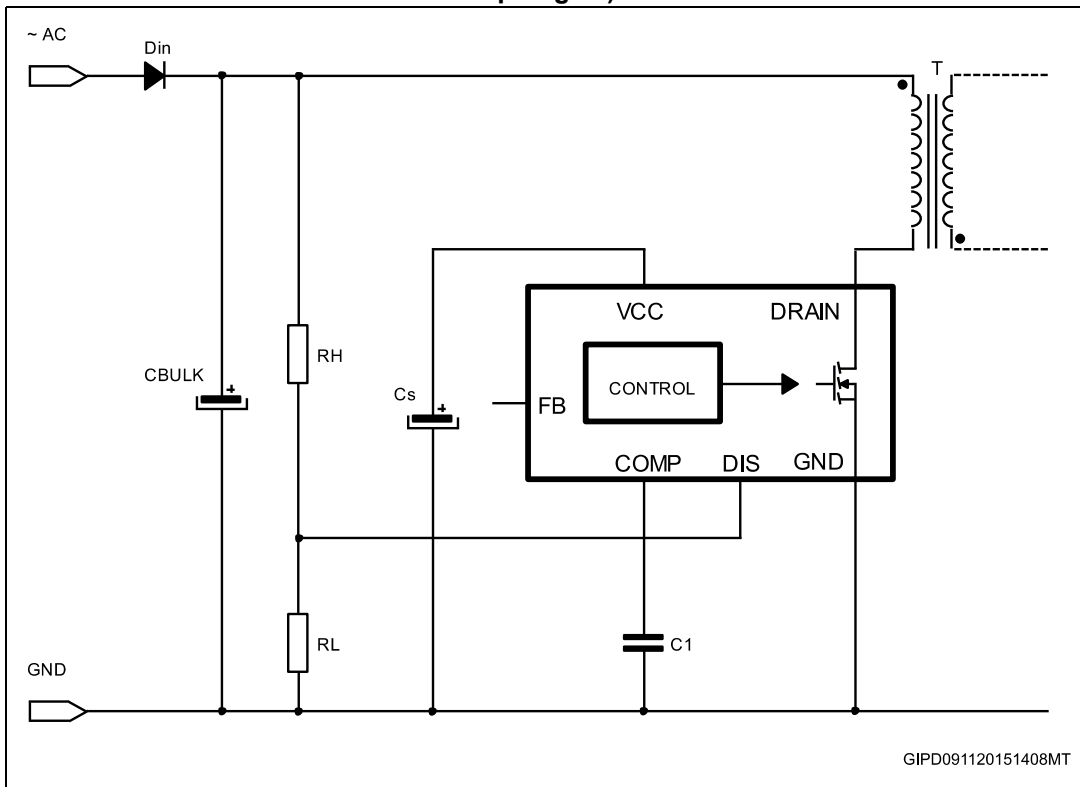 ~ AC
Din
T
VCC
DRAIN
RH
CBULK
Cs
CONTROL
FB
COMP
DIS
GND
RL
C1
GND
GIPD091120151408MT